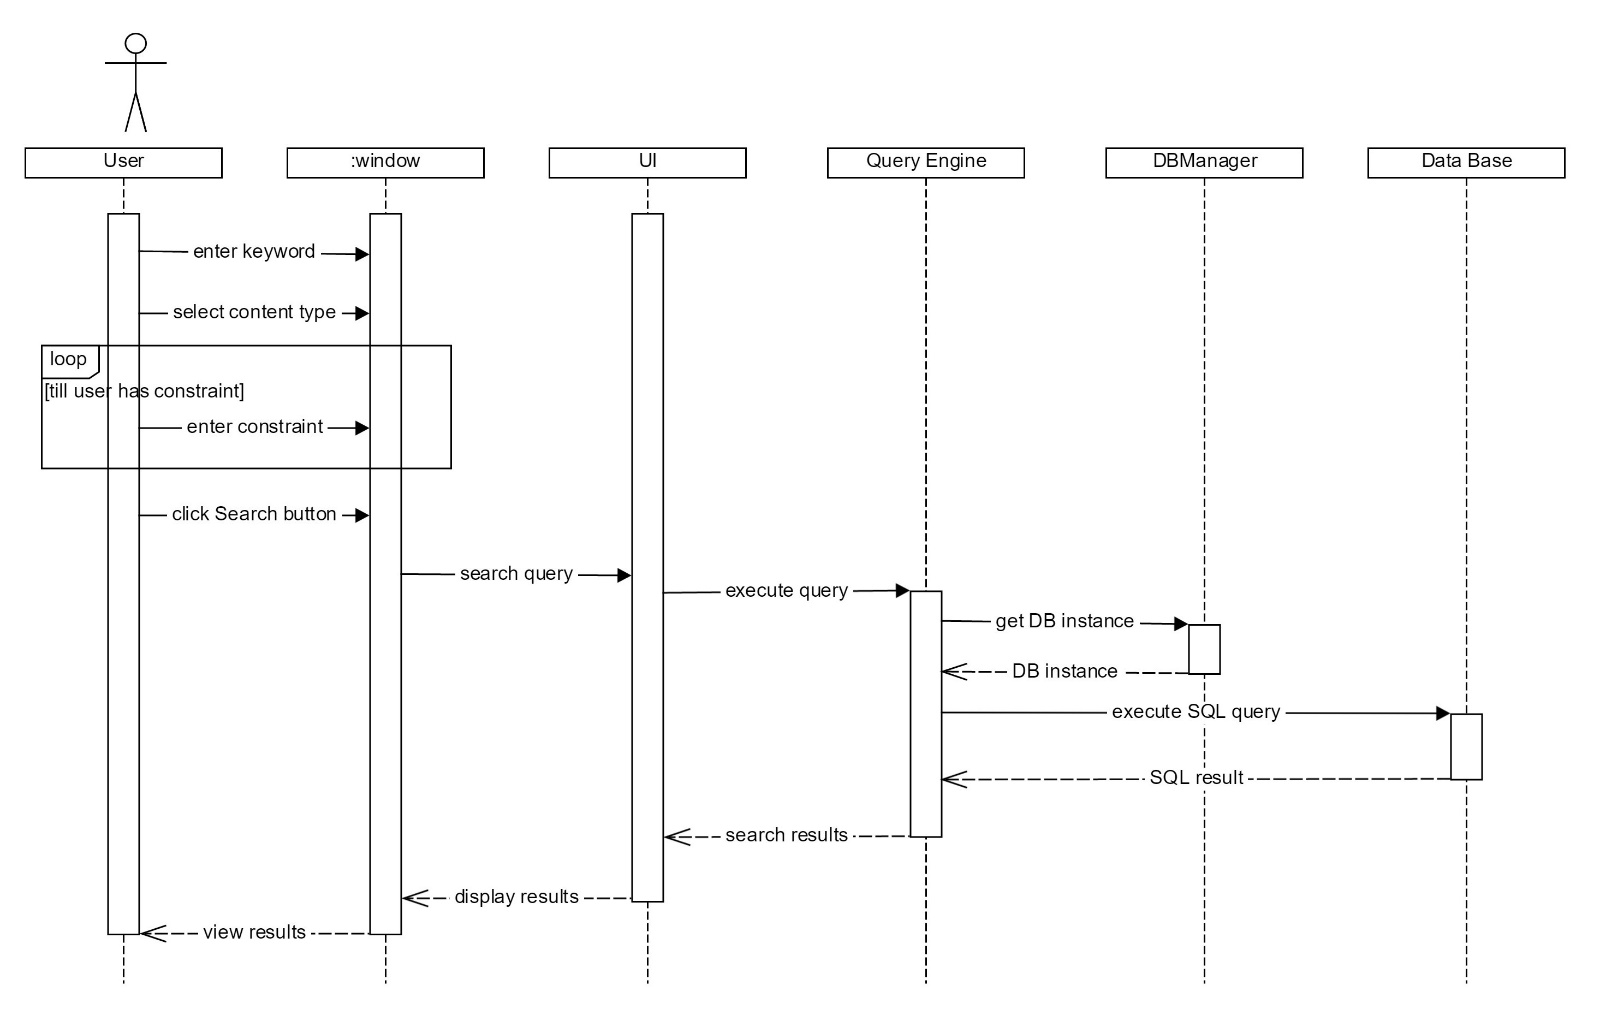 User
:window
UI
Query Engine
DBManager
Data Base
enter keyword
select content type
loop
[till user has constraint]
enter constraint
click Search button
search query
execute query
get DB instance
DB instance
execute SQL query
SQL result
search results
display results
view results